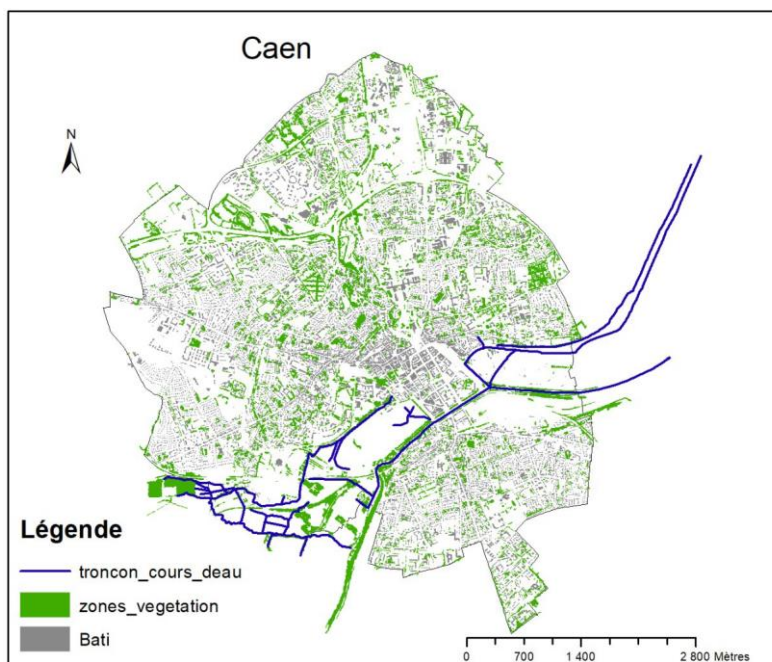 Caen
N
Légende
troncon_cours_deau
zones_vegetation
Bati
0 700 1 400 2 800 Mètres